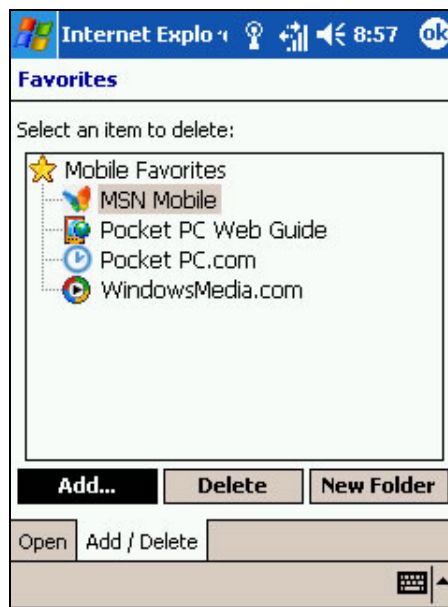 Internet Explo 8:57 ok
Favorites
Select an item to delete:
Mobile Favorites
MSN Mobile
Pocket PC Web Guide
Pocket PC.com
WindowsMedia.com
Add... Delete New Folder
Open Add / Delete